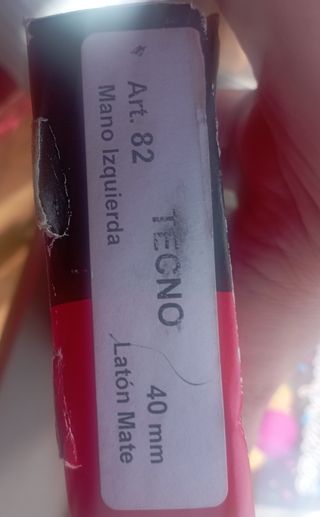 Art. 82 TECNO 40 mm
Mano Izquierda Latón Mate